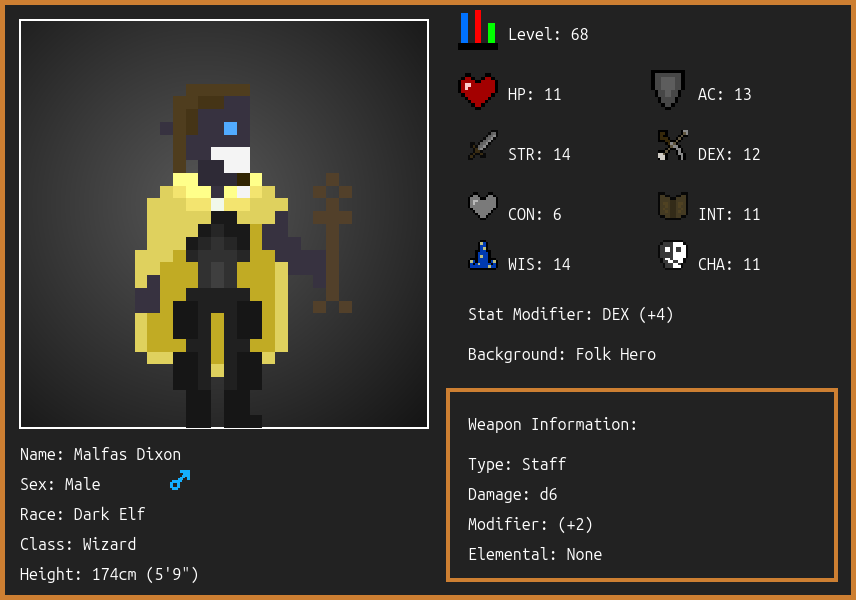 Level: 68
HP: 11
AC: 13
STR: 14
DEX: 12
CON: 6
INT: 11
WIS: 14
CHA: 11
Stat Modifier: DEX (+4)
Background: Folk Hero
Weapon Information:
Type: Staff
Damage: d6
Modifier: (+2)
Elemental: None
Name: Malfas Dixon
Sex: Male
Race: Dark Elf
Class: Wizard
Height: 174cm (5'9")